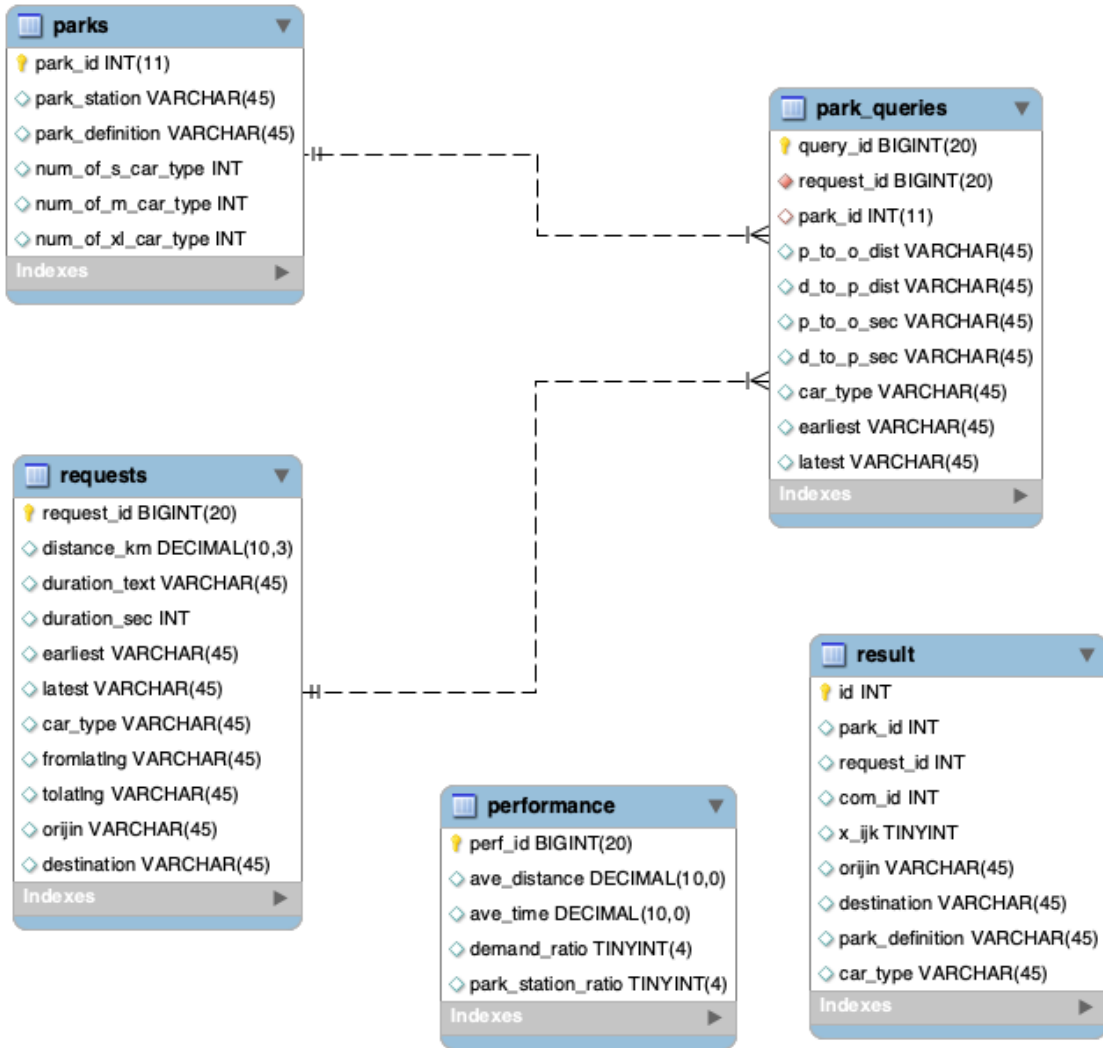 parks
park_id INT(11)
park_station VARCHAR(45)
park_definition VARCHAR(45)
num_of_s_car_type INT
num_of_m_car_type INT
num_of_xl_car_type INT
Indexes
park_queries
query_id BIGINT(20)
request_id BIGINT(20)
park_id INT(11)
p_to_o_dist VARCHAR(45)
d_to_p_dist VARCHAR(45)
p_to_o_sec VARCHAR(45)
d_to_p_sec VARCHAR(45)
car_type VARCHAR(45)
earliest VARCHAR(45)
latest VARCHAR(45)
Indexes
requests
request_id BIGINT(20)
distance_km DECIMAL(10,3)
duration_text VARCHAR(45)
duration_sec INT
earliest VARCHAR(45)
latest VARCHAR(45)
car_type VARCHAR(45)
fromlatlng VARCHAR(45)
tolatlng VARCHAR(45)
orijin VARCHAR(45)
destination VARCHAR(45)
Indexes
performance
perf_id BIGINT(20)
ave_distance DECIMAL(10,0)
ave_time DECIMAL(10,0)
demand_ratio TINYINT(4)
park_station_ratio TINYINT(4)
Indexes
result
id INT
park_id INT
request_id INT
com_id INT
x_ijk TINYINT
orijin VARCHAR(45)
destination VARCHAR(45)
park_definition VARCHAR(45)
car_type VARCHAR(45)
Indexes